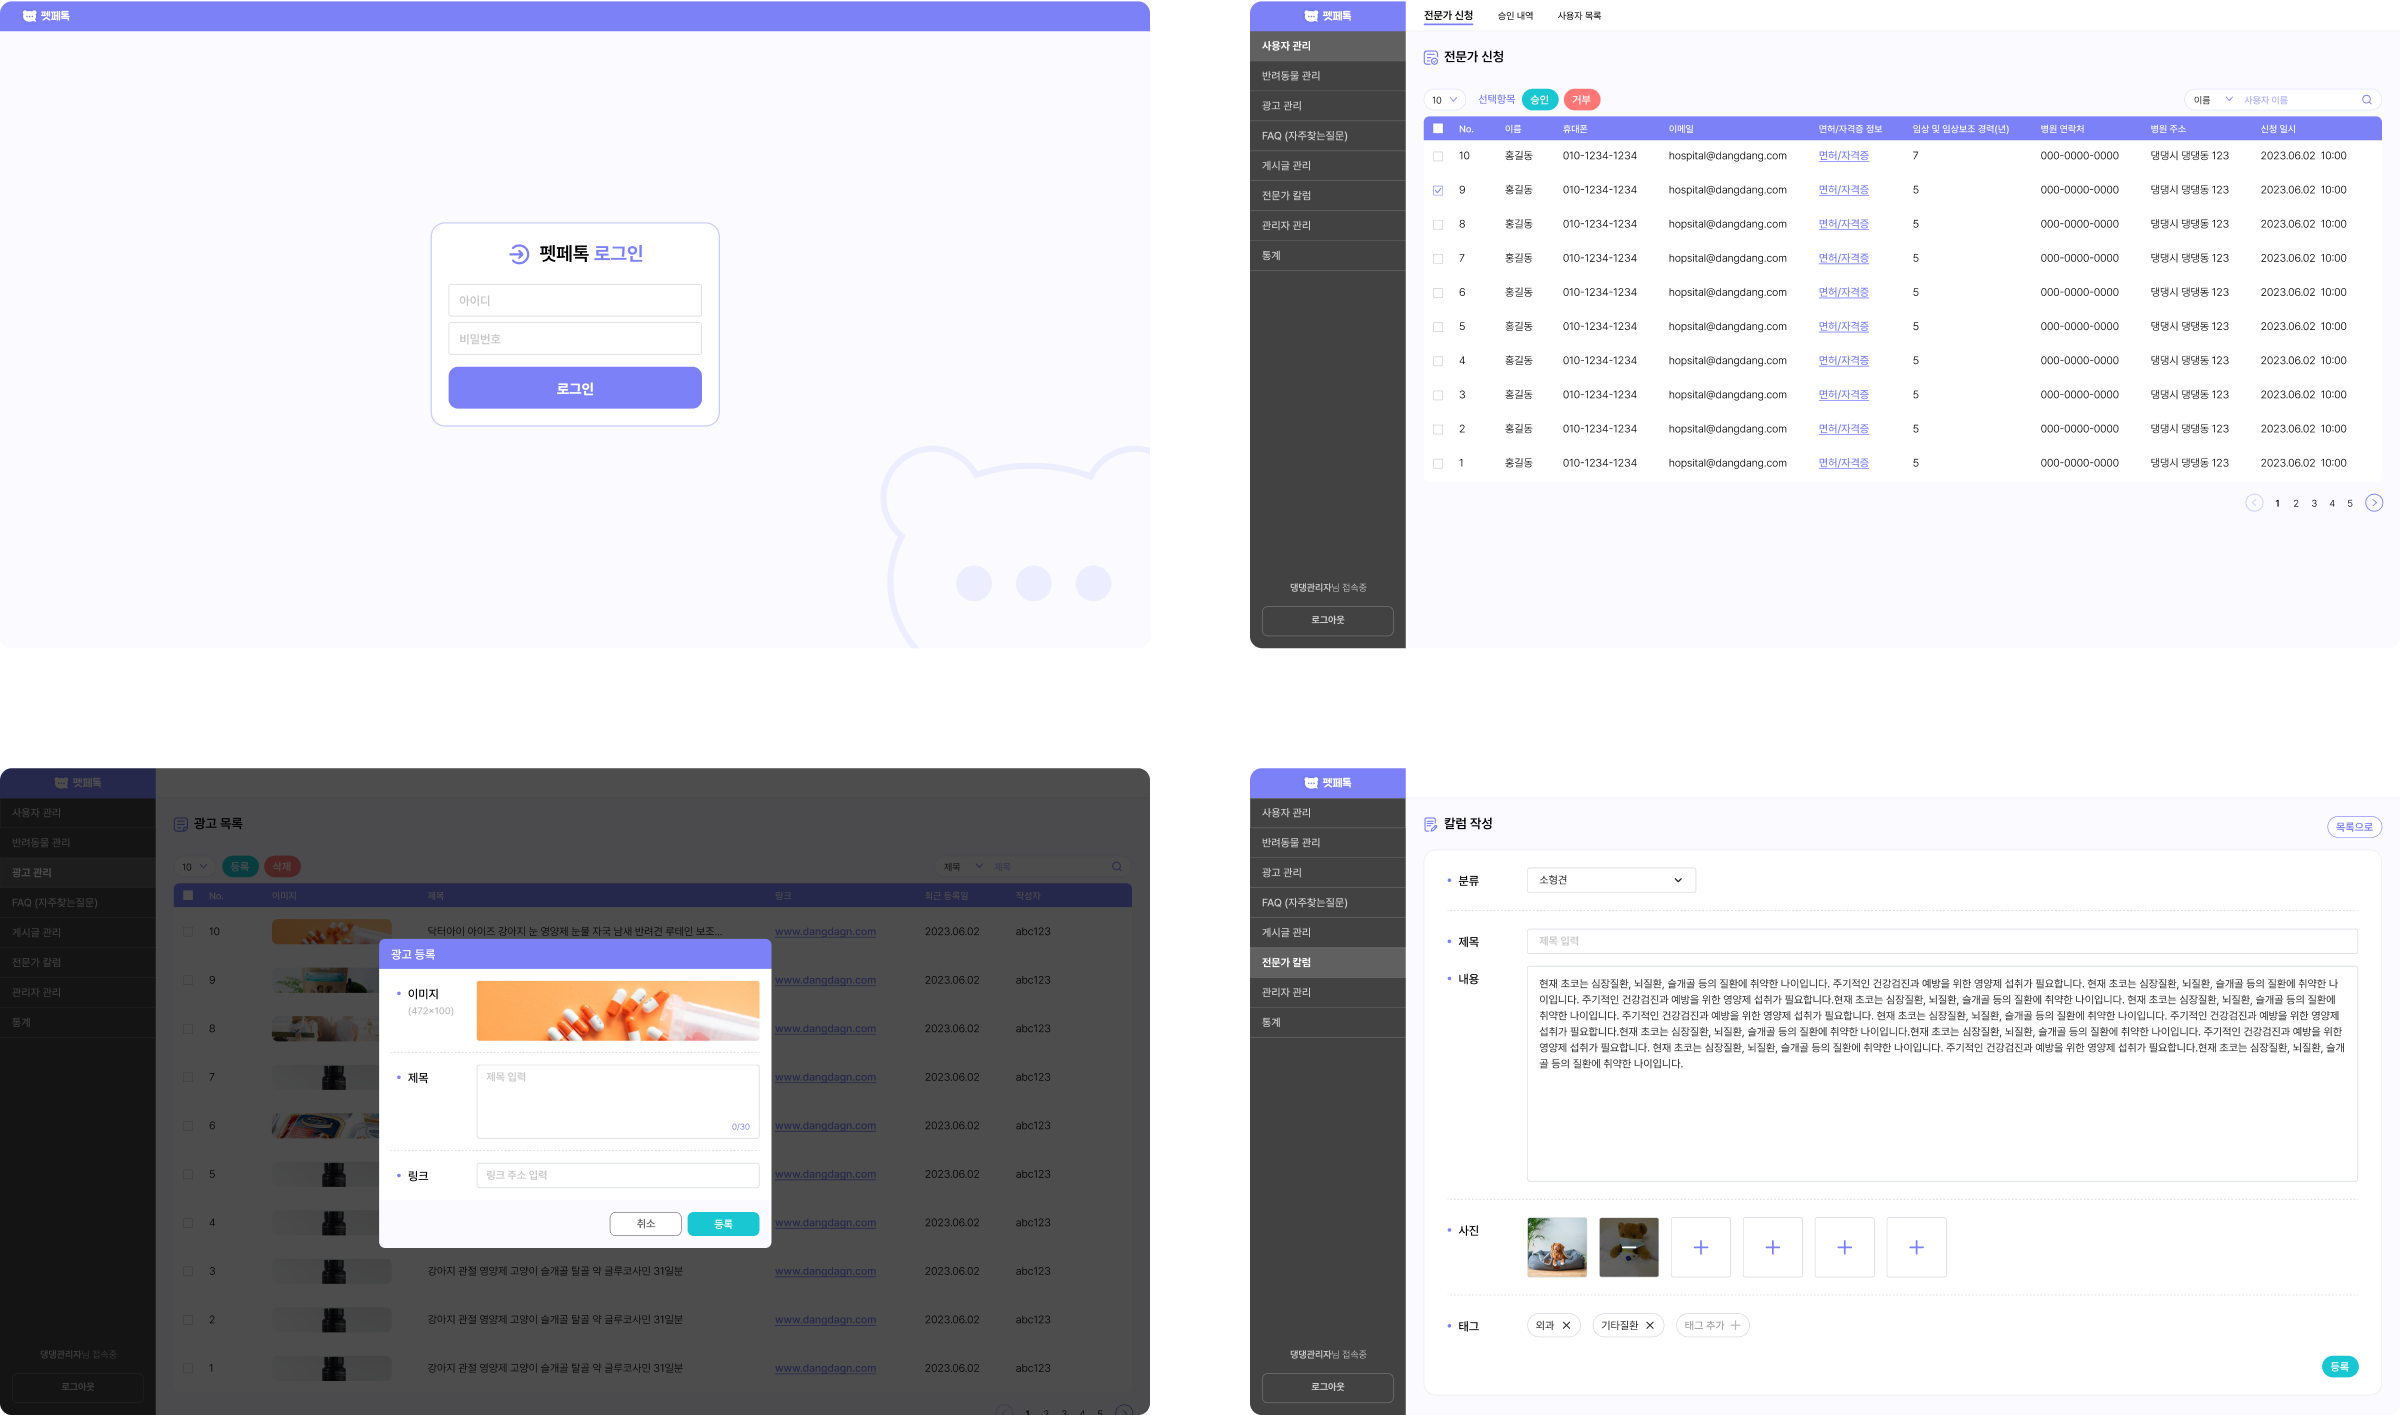 펫페톡
펫페톡 로그인
아이디
비밀번호
로그인
펫페톡
사용자 관리
반려동물 관리
광고 관리
FAQ (자주찾는질문)
게시글 관리
전문가 칼럼
관리자 관리
통계
댕댕관리자님 접속중
로그아웃
전문가 신청 승인 내역 사용자 목록
전문가 신청
10 선택항목 승인 거부 이름 사용자 이름
No. 이름 휴대폰 이메일 면허/자격증 정보 임상 및 임상보조 경력(년) 병원 연락처 병원 주소 신청 일시
10 홍길동 010-1234-1234 hospital@dangdang.com 면허/자격증 7 000-0000-0000 댕댕시 댕댕동 123 2023.06.02 10:00
9 홍길동 010-1234-1234 hospital@dangdang.com 면허/자격증 5 000-0000-0000 댕댕시 댕댕동 123 2023.06.02 10:00
8 홍길동 010-1234-1234 hopsital@dangdang.com 면허/자격증 5 000-0000-0000 댕댕시 댕댕동 123 2023.06.02 10:00
7 홍길동 010-1234-1234 hopsital@dangdang.com 면허/자격증 5 000-0000-0000 댕댕시 댕댕동 123 2023.06.02 10:00
6 홍길동 010-1234-1234 hopsital@dangdang.com 면허/자격증 5 000-0000-0000 댕댕시 댕댕동 123 2023.06.02 10:00
5 홍길동 010-1234-1234 hopsital@dangdang.com 면허/자격증 5 000-0000-0000 댕댕시 댕댕동 123 2023.06.02 10:00
4 홍길동 010-1234-1234 hopsital@dangdang.com 면허/자격증 5 000-0000-0000 댕댕시 댕댕동 123 2023.06.02 10:00
3 홍길동 010-1234-1234 hopsital@dangdang.com 면허/자격증 5 000-0000-0000 댕댕시 댕댕동 123 2023.06.02 10:00
2 홍길동 010-1234-1234 hopsital@dangdang.com 면허/자격증 5 000-0000-0000 댕댕시 댕댕동 123 2023.06.02 10:00
1 홍길동 010-1234-1234 hopsital@dangdang.com 면허/자격증 5 000-0000-0000 댕댕시 댕댕동 123 2023.06.02 10:00
1 2 3 4 5
펫페톡
사용자 관리
반려동물 관리
광고 관리
FAQ (자주찾는질문)
게시글 관리
전문가 칼럼
관리자 관리
통계
댕댕관리자님 접속중
로그아웃
광고 목록
10 등록 삭제 제목 제목
No. 이미지 제목 링크 최근 등록일 작성자
10 닥터아이 아이즈 강아지 눈 영양제 눈물 자국 냄새 반려견 루테인 보조... www.dangdagn.com 2023.06.02 abc123
9 www.dangdagn.com 2023.06.02 abc123
8 www.dangdagn.com 2023.06.02 abc123
7 www.dangdagn.com 2023.06.02 abc123
6 www.dangdagn.com 2023.06.02 abc123
5 www.dangdagn.com 2023.06.02 abc123
4 www.dangdagn.com 2023.06.02 abc123
3 강아지 관절 영양제 고양이 슬개골 탈골 약 글루코사민 31일분 www.dangdagn.com 2023.06.02 abc123
2 강아지 관절 영양제 고양이 슬개골 탈골 약 글루코사민 31일분 www.dangdagn.com 2023.06.02 abc123
1 강아지 관절 영양제 고양이 슬개골 탈골 약 글루코사민 31일분 www.dangdagn.com 2023.06.02 abc123
1 2 3 4 5
광고 등록
이미지
(472×100)
제목 제목 입력
0/30
링크 링크 주소 입력
취소 등록
펫페톡
사용자 관리
반려동물 관리
광고 관리
FAQ (자주찾는질문)
게시글 관리
전문가 칼럼
관리자 관리
통계
댕댕관리자님 접속중
로그아웃
칼럼 작성
목록으로
분류 소형견
제목 제목 입력
내용
현재 초코는 심장질환, 뇌질환, 슬개골 등의 질환에 취약한 나이입니다. 주기적인 건강검진과 예방을 위한 영양제 섭취가 필요합니다. 현재 초코는 심장질환, 뇌질환, 슬개골 등의 질환에 취약한 나
이입니다. 주기적인 건강검진과 예방을 위한 영양제 섭취가 필요합니다.현재 초코는 심장질환, 뇌질환, 슬개골 등의 질환에 취약한 나이입니다. 현재 초코는 심장질환, 뇌질환, 슬개골 등의 질환에
취약한 나이입니다. 주기적인 건강검진과 예방을 위한 영양제 섭취가 필요합니다. 현재 초코는 심장질환, 뇌질환, 슬개골 등의 질환에 취약한 나이입니다. 주기적인 건강검진과 예방을 위한 영양제
섭취가 필요합니다.현재 초코는 심장질환, 뇌질환, 슬개골 등의 질환에 취약한 나이입니다.현재 초코는 심장질환, 뇌질환, 슬개골 등의 질환에 취약한 나이입니다. 주기적인 건강검진과 예방을 위한
영양제 섭취가 필요합니다. 현재 초코는 심장질환, 뇌질환, 슬개골 등의 질환에 취약한 나이입니다. 주기적인 건강검진과 예방을 위한 영양제 섭취가 필요합니다.현재 초코는 심장질환, 뇌질환, 슬개
골 등의 질환에 취약한 나이입니다.
사진
태그 외과 기타질환 태그 추가
등록